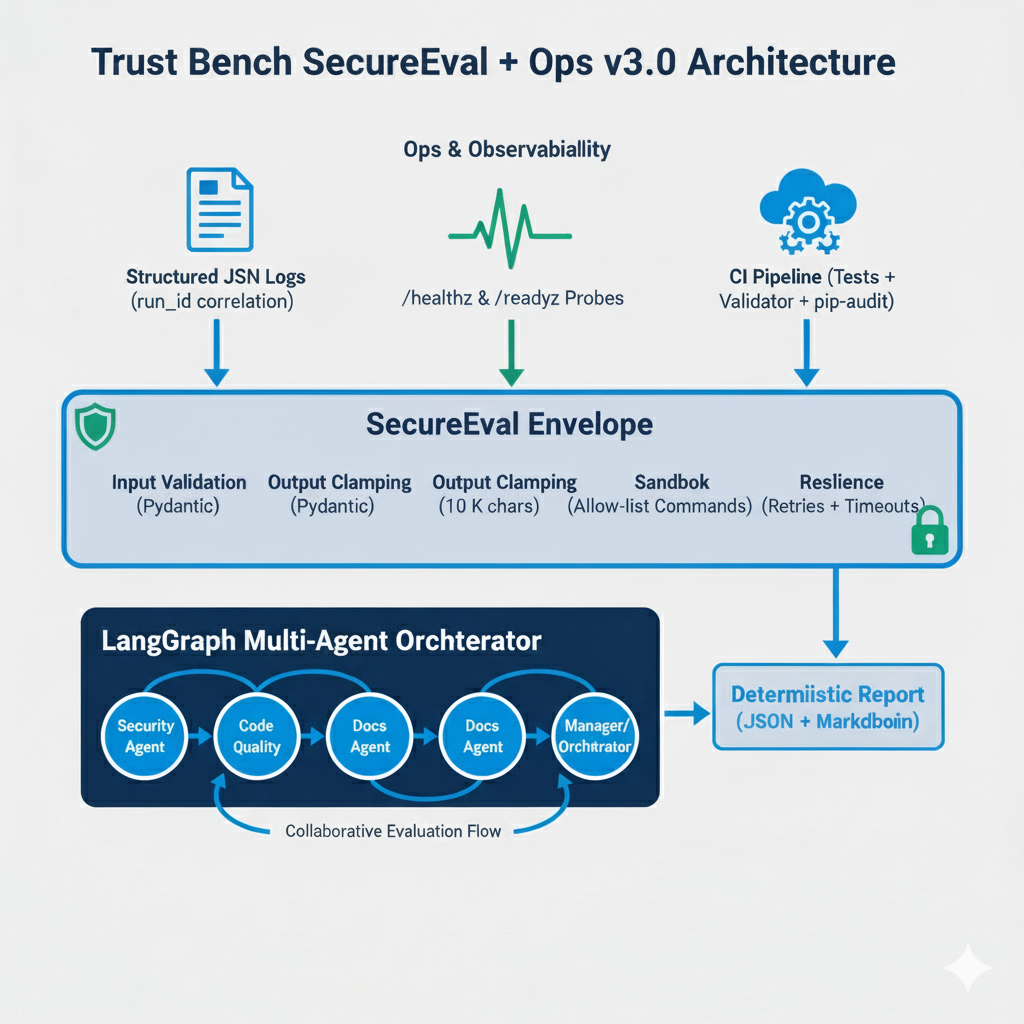 Trust Bench SecureEval + Ops v3.0 Architecture
Ops & Observabiallity
Structured JSN Logs
(run_id correlation)
/healthz & /readyz Probes
CI Pipeline (Tests +
Validator + pip-audit)
SecureEval Envelope
Input Validation
(Pydantic)
Output Clamping
(Pydantic)
Output Clamping
(10 K chars)
Sandbok
(Allow-list Commands)
Reslience
(Retries + Timeouts)
LangGraph Multi-Agent Orchterator
Security
Agent
Code
Quality
Docs
Agent
Docs
Agent
Manager/
Orchtrator
Collaborative Evaluation Flow
Determiistic Report
(JSON + Markdboin)